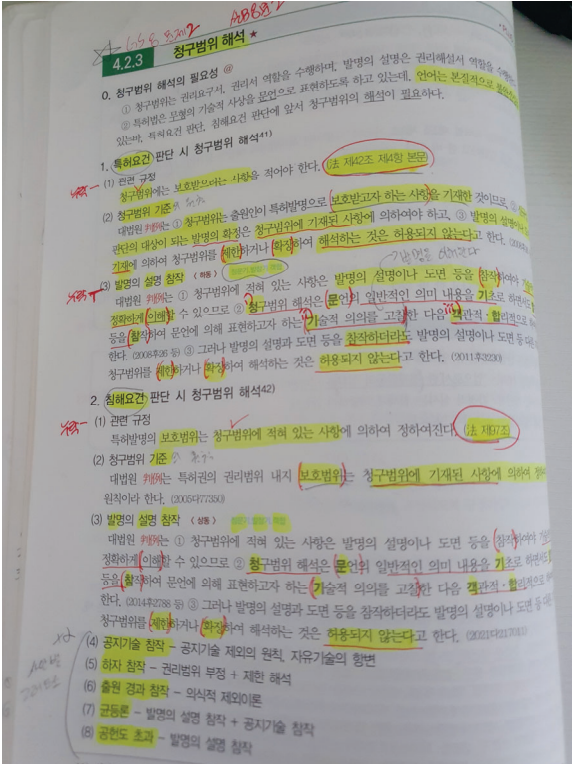 4.2.3 청구범위 해석 ★
0. 청구범위 해석의 필요성 @
① 청구범위는 권리요구서, 권리서 역할을 수행하며, 발명의 설명은 권리해설서 역할을 수행
② 특허법은 무형의 기술적 사상을 문언으로 표현하도록 하고 있는데, 언어는 본질적으로
있는바, 특허요건 판단, 침해요건 판단에 앞서 청구범위의 해석이 필요하다.
1. 특허요건 판단 시 청구범위 해석41)
(1) 관련 규정
청구범위에는 보호받으려는 사항을 적어야 한다. (法 제42조 제4항 본문)
(2) 청구범위 기준
대법원 判例는 ① 청구범위는 출원인이 특허발명으로 보호받고자 하는 사항을 기재한 것이므로, ②
판단의 대상이 되는 발명의 확정은 청구범위에 기재된 사항에 의하여야 하고, ③ 발명의 설명이나
기재에 의하여 청구범위를 제한하거나 확장하여 해석하는 것은 허용되지 않는다고 한다.
(3) 발명의 설명 참작 (하동)
대법원 判例는 ① 청구범위에 적혀 있는 사항은 발명의 설명이나 도면 등을 참작하여야
정확하게 이해할 수 있으므로 ② 청구범위 해석은 문언의 일반적인 의미 내용을 기초로 하면서도
등을 참작하여 문언에 의해 표현하고자 하는 기술적 의의를 고찰한 다음 객관적·합리적으로
한다. (2006후26 등) ③ 그러나 발명의 설명과 도면 등을 참작하더라도 발명의 설명이나 도면 등 다른
청구범위를 제한하거나 확장하여 해석하는 것은 허용되지 않는다고 한다. (2011후3230)
2. 침해요건 판단 시 청구범위 해석42)
(1) 관련 규정
특허발명의 보호범위는 청구범위에 적혀 있는 사항에 의하여 정하여진다. (法 제97조)
(2) 청구범위 기준
대법원 判例는 특허권의 권리범위 내지 보호범위는 청구범위에 기재된 사항에 의하여
원칙이라 한다. (2005다77350)
(3) 발명의 설명 참작 (상동)
대법원 判例는 ① 청구범위에 적혀 있는 사항은 발명의 설명이나 도면 등을 참작하여야
정확하게 이해할 수 있으므로 ② 청구범위 해석은 문언의 일반적인 의미 내용을 기초로 하면서도
등을 참작하여 문언에 의해 표현하고자 하는 기술적 의의를 고찰한 다음 객관적·합리적으로
한다. (2014후2788 등) ③ 그러나 발명의 설명과 도면 등을 참작하더라도 발명의 설명이나 도면 등 다른
청구범위를 제한하거나 확장하여 해석하는 것은 허용되지 않는다고 한다.
(4) 공지기술 참작 - 공지기술 제외의 원칙, 자유기술의 항변
(5) 하자 참작 - 권리범위 부정 + 제한 해석
(6) 출원 경과 참작 - 의식적 제외이론
(7) 균등론 - 발명의 설명 참작 + 공지기술 참작
(8) 공헌도 초과 - 발명의 설명 참작